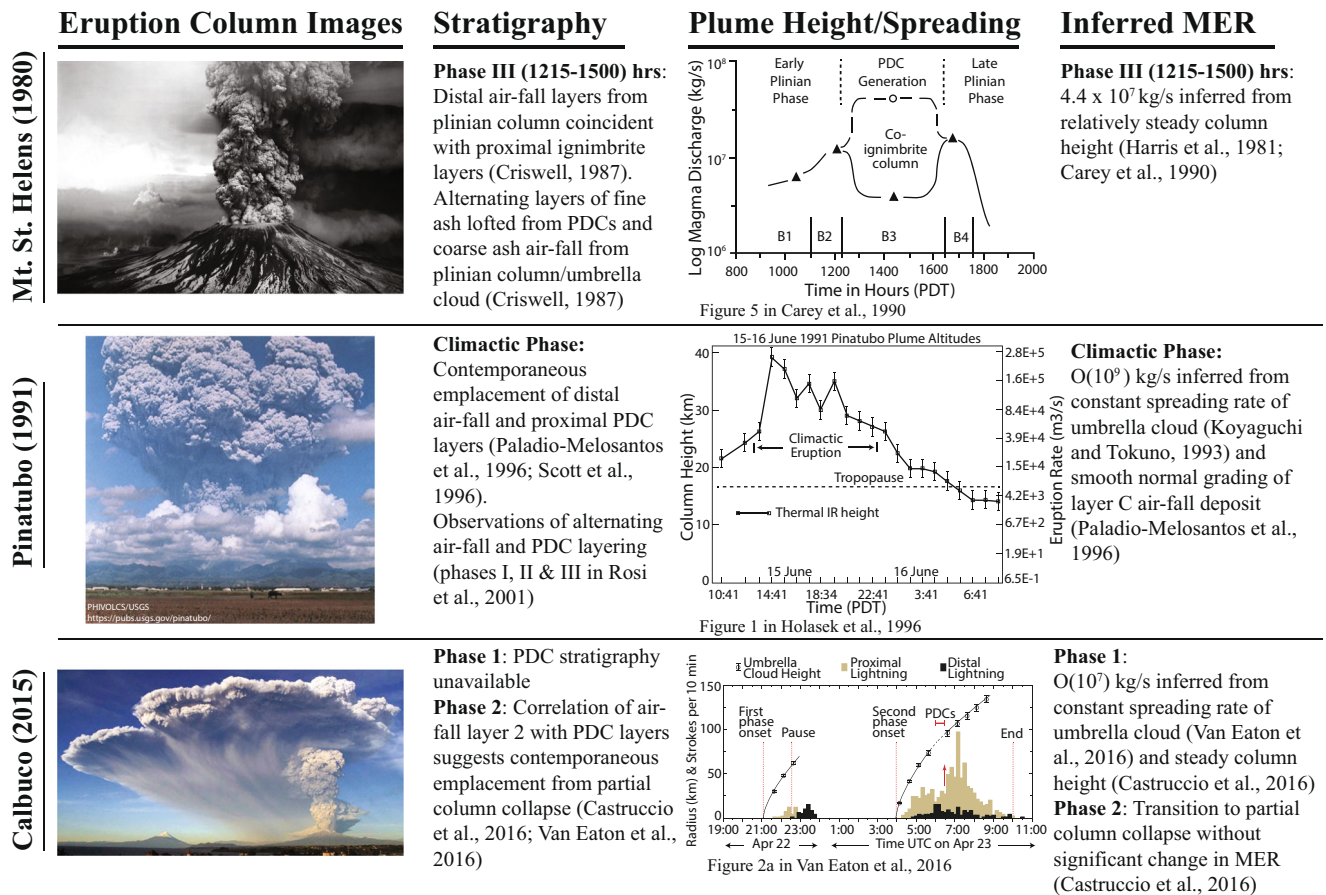 Eruption Column Images
Stratigraphy
Plume Height/Spreading
Inferred MER
Mt. St. Helens (1980)
Phase III (1215-1500) hrs:
Distal air-fall layers from
plinian column coincident
with proximal ignimbrite
layers (Criswell, 1987).
Alternating layers of fine
ash lofted from PDCs and
coarse ash air-fall from
plinian column/umbrella
cloud (Criswell, 1987)
Log Magma Discharge (kg/s)
10⁸
10⁷
10⁶
Early
Plinian
Phase
PDC
Generation
Late
Plinian
Phase
Co-
ignimbrite
column
B1
B2
B3
B4
800
1000
1200
1400
1600
1800
2000
Time in Hours (PDT)
Figure 5 in Carey et al., 1990
Phase III (1215-1500) hrs:
4.4 x 10⁷ kg/s inferred from
relatively steady column
height (Harris et al., 1981;
Carey et al., 1990)
Pinatubo (1991)
PHIVOLCS/USGS
https://pubs.usgs.gov/pinatubo/
Climactic Phase:
Contemporaneous
emplacement of distal
air-fall and proximal PDC
layers (Paladio-Melosantos
et al., 1996; Scott et al.,
1996).
Observations of alternating
air-fall and PDC layering
(phases I, II & III in Rosi
et al., 2001)
15-16 June 1991 Pinatubo Plume Altitudes
Column Height (km)
40
30
20
10
0
Climactic
Eruption
Tropopause
Thermal IR height
15 June
16 June
10:41
14:41
18:34
22:41
3:41
6:41
Time (PDT)
2.8E+5
1.6E+5
8.4E+4
3.9E+4
1.5E+4
4.2E+3
6.7E+2
1.9E+1
6.5E-1
Eruption Rate (m3/s)
Figure 1 in Holasek et al., 1996
Climactic Phase:
O(10⁹) kg/s inferred from
constant spreading rate of
umbrella cloud (Koyaguchi
and Tokuno, 1993) and
smooth normal grading of
layer C air-fall deposit
(Paladio-Melosantos et al.,
1996)
Calbuco (2015)
Phase 1: PDC stratigraphy
unavailable
Phase 2: Correlation of air-
fall layer 2 with PDC layers
suggests contemporaneous
emplacement from partial
column collapse (Castruccio
et al., 2016; Van Eaton et al.,
2016)
Umbrella
Cloud Height
Proximal
Lightning
Distal
Lightning
Radius (km) & Strokes per 10 min
150
100
50
0
First
phase
onset
Pause
Second
phase
onset
PDCs
End
19:00
21:00
23:00
1:00
3:00
5:00
7:00
9:00
11:00
Apr 22
Time UTC on Apr 23
Figure 2a in Van Eaton et al., 2016
Phase 1:
O(10⁷) kg/s inferred from
constant spreading rate of
umbrella cloud (Van Eaton et
al., 2016) and steady column
height (Castruccio et al., 2016)
Phase 2: Transition to partial
column collapse without
significant change in MER
(Castruccio et al., 2016)